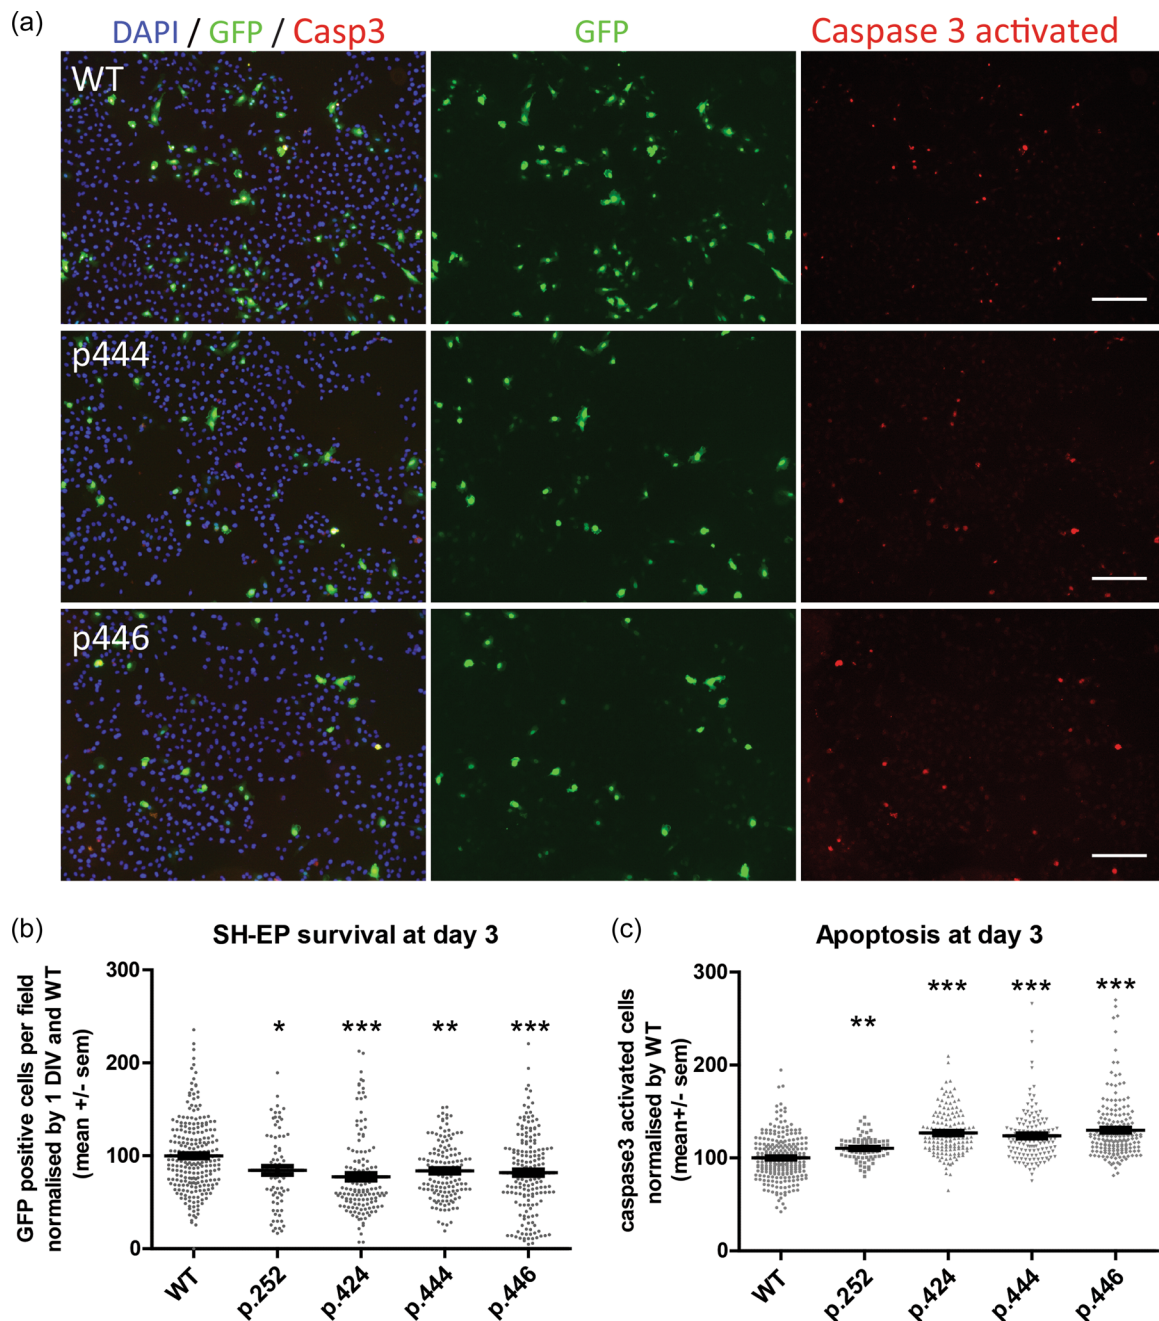 (a)
DAPI / GFP / Casp3
GFP
Caspase 3 activated
WT
p444
p446
(b)
SH-EP survival at day 3
GFP positive cells per field
normalised by 1 DIV and WT
(mean +/- sem)
300
200
100
0
*
***
**
***
WT
p.252
p.424
p.444
p.446
(c)
Apoptosis at day 3
caspase3 activated cells
normalised by WT
(mean+/- sem)
300
200
100
0
**
***
***
***
WT
p.252
p.424
p.444
p.446